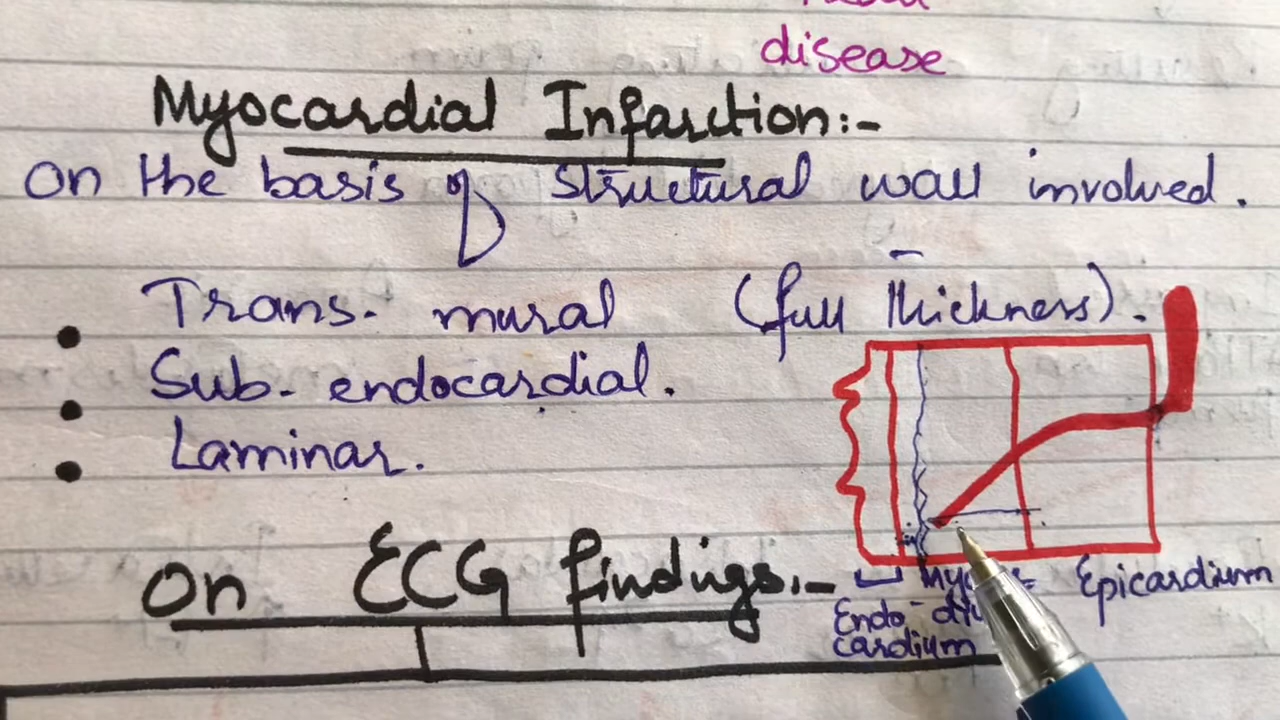 disease
Myocardial Infarction:-
on the basis of structural wall involved.
Trans- mural (full thickness).
Sub- endocardial.
Laminar.
On ECG findings:-
Epicardium
Endo-
cardium